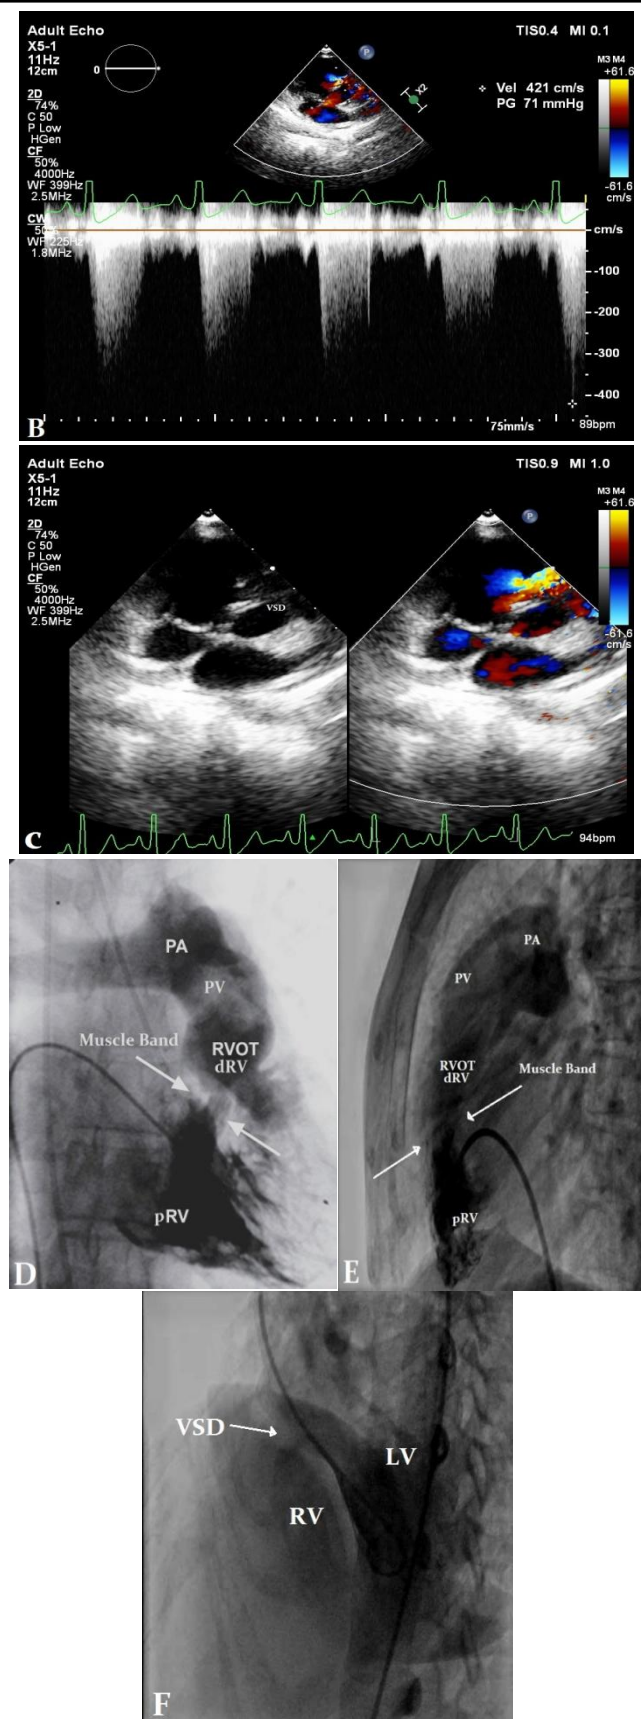 Adult Echo
TIS0.4 MI 0.1
X5-1
11Hz
12cm
0
P
X2
M3 M4
+61.6
-61.6
cm/s
Vel 421 cm/s
PG 71 mmHg
2D
74%
C 50
P Low
HGen
CF
50%
4000Hz
WF 399Hz
2.5MHz
CW
50%
WF 225Hz
1.8MHz
cm/s
-100
-200
-300
-400
B
75mm/s
89bpm
Adult Echo
TIS0.9 MI 1.0
X5-1
11Hz
12cm
P
M3 M4
+61.6
-61.6
cm/s
2D
74%
C 50
P Low
HGen
CF
50%
4000Hz
WF 399Hz
2.5MHz
VSD
C
94bpm
PA
PV
Muscle Band
RVOT
dRV
pRV
D
PA
PV
RVOT
dRV
Muscle Band
pRV
E
VSD
LV
RV
F